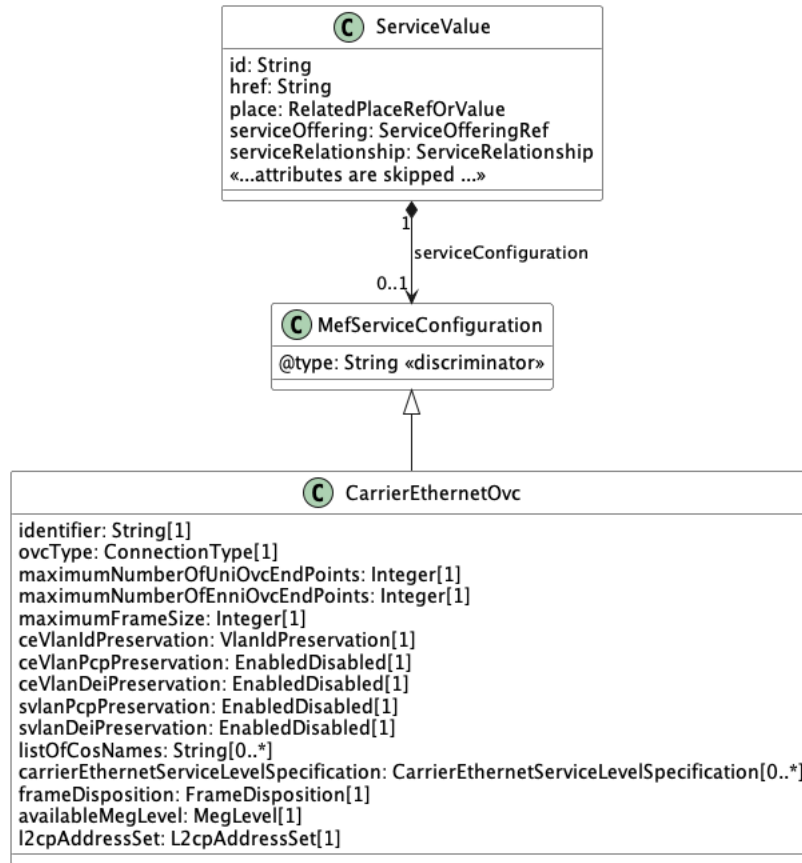 C ServiceValue
id: String
href: String
place: RelatedPlaceRefOrValue
serviceOffering: ServiceOfferingRef
serviceRelationship: ServiceRelationship
«...attributes are skipped ...»
1
serviceConfiguration
0..1
C MefServiceConfiguration
@type: String «discriminator»
C CarrierEthernetOvc
identifier: String[1]
ovcType: ConnectionType[1]
maximumNumberOfUniOvcEndPoints: Integer[1]
maximumNumberOfEnniOvcEndPoints: Integer[1]
maximumFrameSize: Integer[1]
ceVlanIdPreservation: VlanIdPreservation[1]
ceVlanPcpPreservation: EnabledDisabled[1]
ceVlanDeiPreservation: EnabledDisabled[1]
svlanPcpPreservation: EnabledDisabled[1]
svlanDeiPreservation: EnabledDisabled[1]
listOfCosNames: String[0..*]
carrierEthernetServiceLevelSpecification: CarrierEthernetServiceLevelSpecification[0..*]
frameDisposition: FrameDisposition[1]
availableMegLevel: MegLevel[1]
l2cpAddressSet: L2cpAddressSet[1]